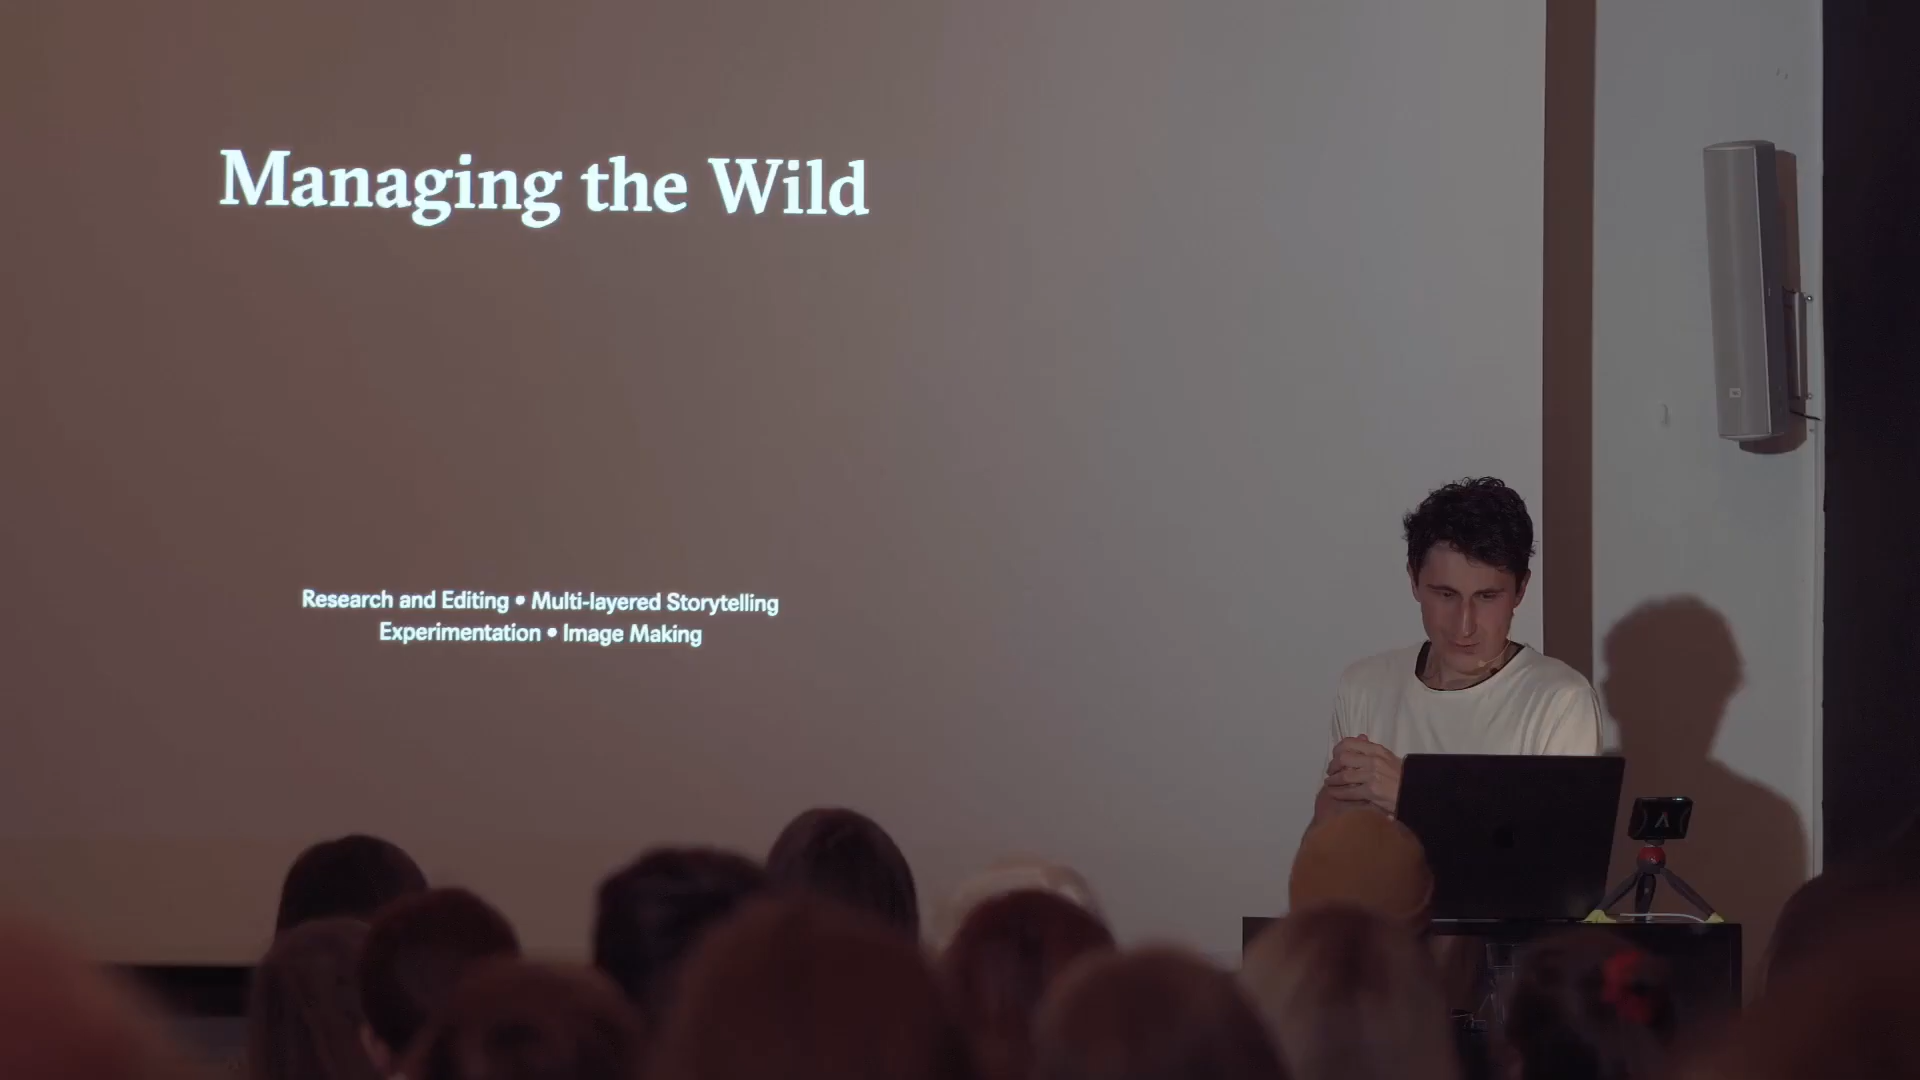 Managing the Wild
Research and Editing • Multi-layered Storytelling
Experimentation • Image Making